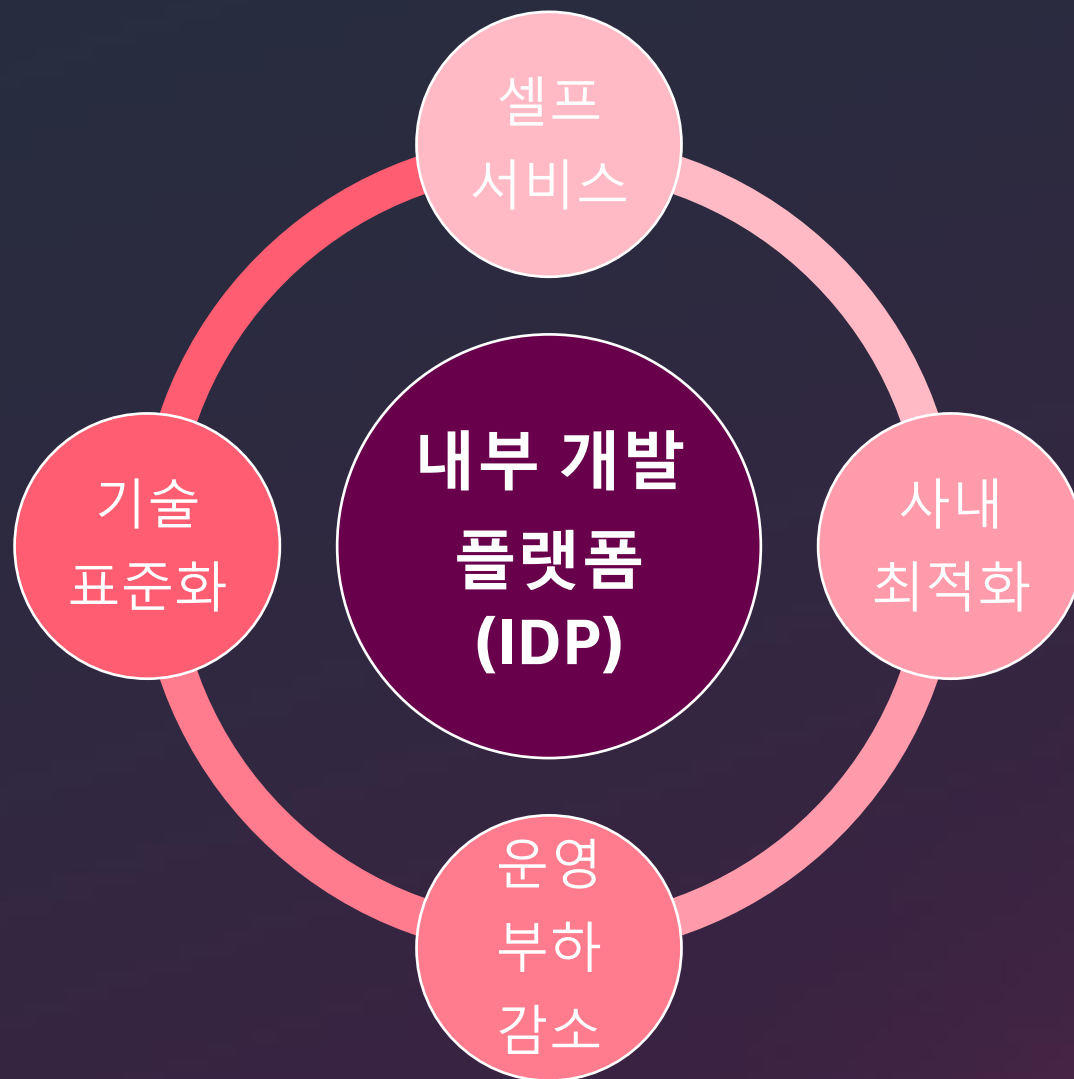 셀프
서비스
내부 개발
플랫폼
(IDP)
기술
표준화
사내
최적화
운영
부하
감소